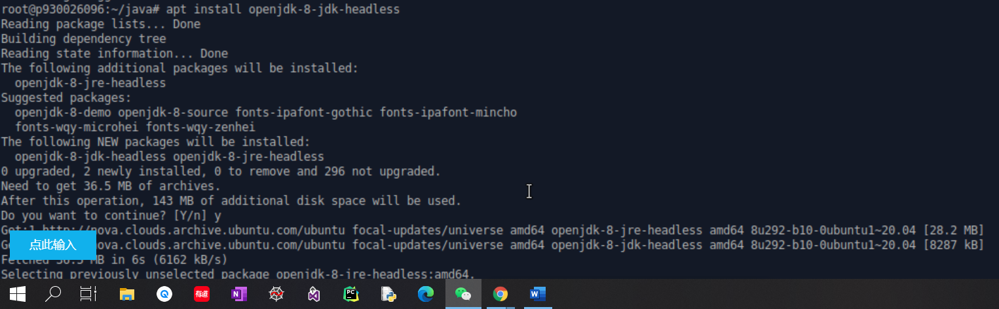 root@p930026096:~/java# apt install openjdk-8-jdk-headless
Reading package lists... Done
Building dependency tree
Reading state information... Done
The following additional packages will be installed:
openjdk-8-jre-headless
Suggested packages:
openjdk-8-demo openjdk-8-source fonts-ipafont-gothic fonts-ipafont-mincho
fonts-wqy-microhei fonts-wqy-zenhei
The following NEW packages will be installed:
openjdk-8-jdk-headless openjdk-8-jre-headless
0 upgraded, 2 newly installed, 0 to remove and 296 not upgraded.
Need to get 36.5 MB of archives.
After this operation, 143 MB of additional disk space will be used.
Do you want to continue? [Y/n] y
Get:1 http://nova.clouds.archive.ubuntu.com/ubuntu focal-updates/universe amd64 openjdk-8-jre-headless amd64 8u292-b10-0ubuntu1~20.04 [28.2 MB]
ova.clouds.archive.ubuntu.com/ubuntu focal-updates/universe amd64 openjdk-8-jdk-headless amd64 8u292-b10-0ubuntu1~20.04 [8287 kB]
点此输入
Fetched 36.5 MB in 6s (6162 kB/s)
Selecting previously unselected package openjdk-8-jre-headless:amd64.
有道
N
PC
W